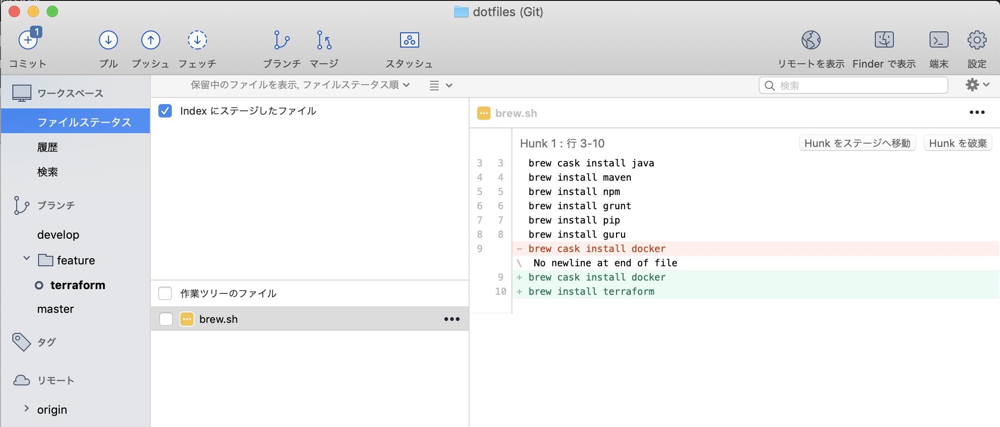 dotfiles (Git)
1
コミット
プル
プッシュ
フェッチ
ブランチ
マージ
スタッシュ
リモートを表示
Finder で表示
端末
設定
ワークスペース
ファイルステータス
履歴
検索
ブランチ
develop
feature
terraform
master
タグ
リモート
origin
保留中のファイルを表示, ファイルステータス順
検索
Index にステージしたファイル
作業ツリーのファイル
brew.sh
brew.sh
Hunk 1 : 行 3-10
Hunk をステージへ移動
Hunk を破棄
3 3 brew cask install java
4 4 brew install maven
5 5 brew install npm
6 6 brew install grunt
7 7 brew install pip
8 8 brew install guru
9 - brew cask install docker
\ No newline at end of file
9 + brew cask install docker
10 + brew install terraform